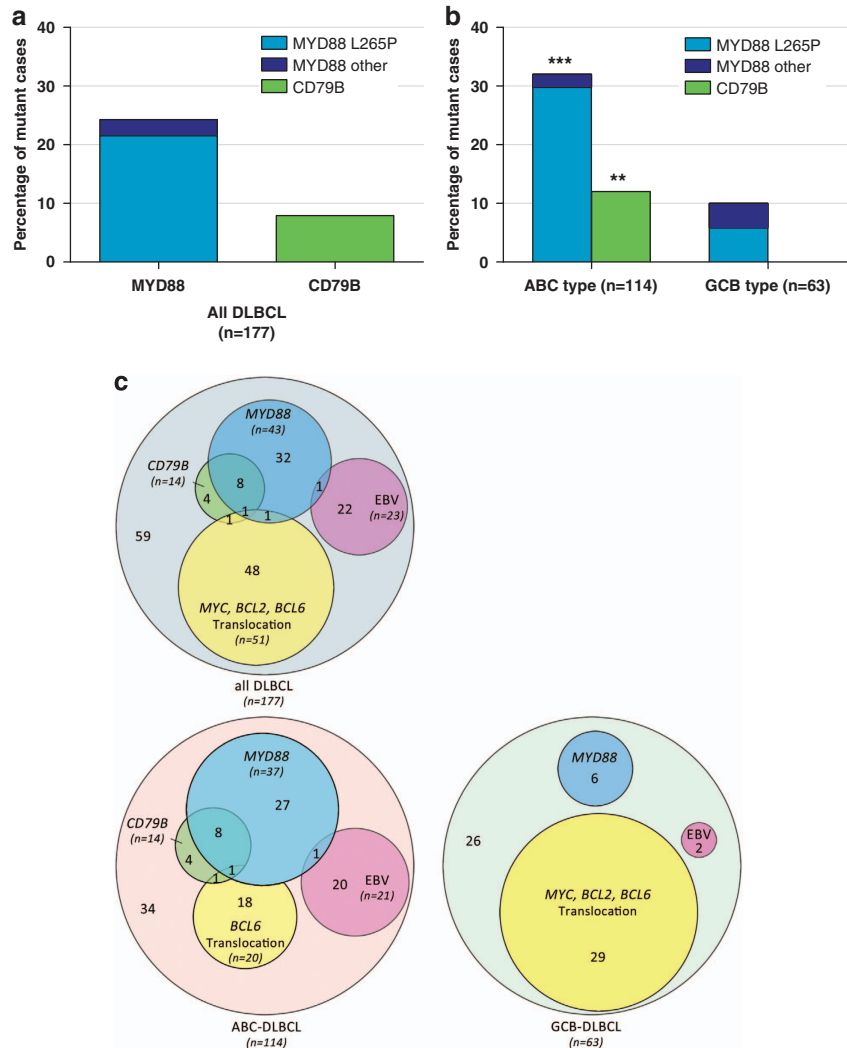 a
40
30
20
10
0
Percentage of mutant cases
MYD88 L265P
MYD88 other
CD79B
MYD88
CD79B
All DLBCL
(n=177)
b
40
30
20
10
0
Percentage of mutant cases
MYD88 L265P
MYD88 other
CD79B
***
**
ABC type (n=114)
GCB type (n=63)
c
MYD88
(n=43)
32
CD79B
(n=14)
8
4
1
1
1
1
EBV
22
(n=23)
59
48
MYC, BCL2, BCL6
Translocation
(n=51)
all DLBCL
(n=177)
MYD88
(n=37)
27
CD79B
(n=14)
8
4
1
1
1
EBV
20
(n=21)
34
18
BCL6
Translocation
(n=20)
ABC-DLBCL
(n=114)
MYD88
6
EBV
2
26
MYC, BCL2, BCL6
Translocation
29
GCB-DLBCL
(n=63)